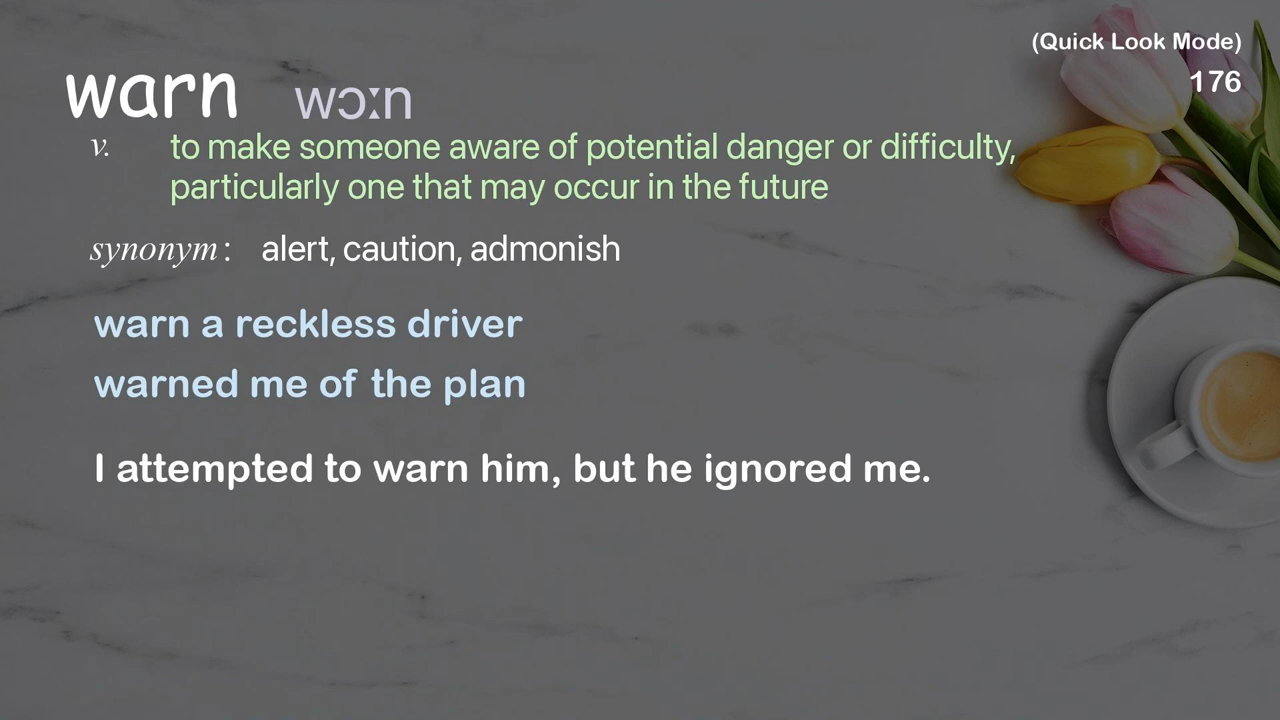 (Quick Look Mode)
176
warn wɔːn
v. to make someone aware of potential danger or difficulty,
particularly one that may occur in the future
synonym: alert, caution, admonish
warn a reckless driver
warned me of the plan
I attempted to warn him, but he ignored me.